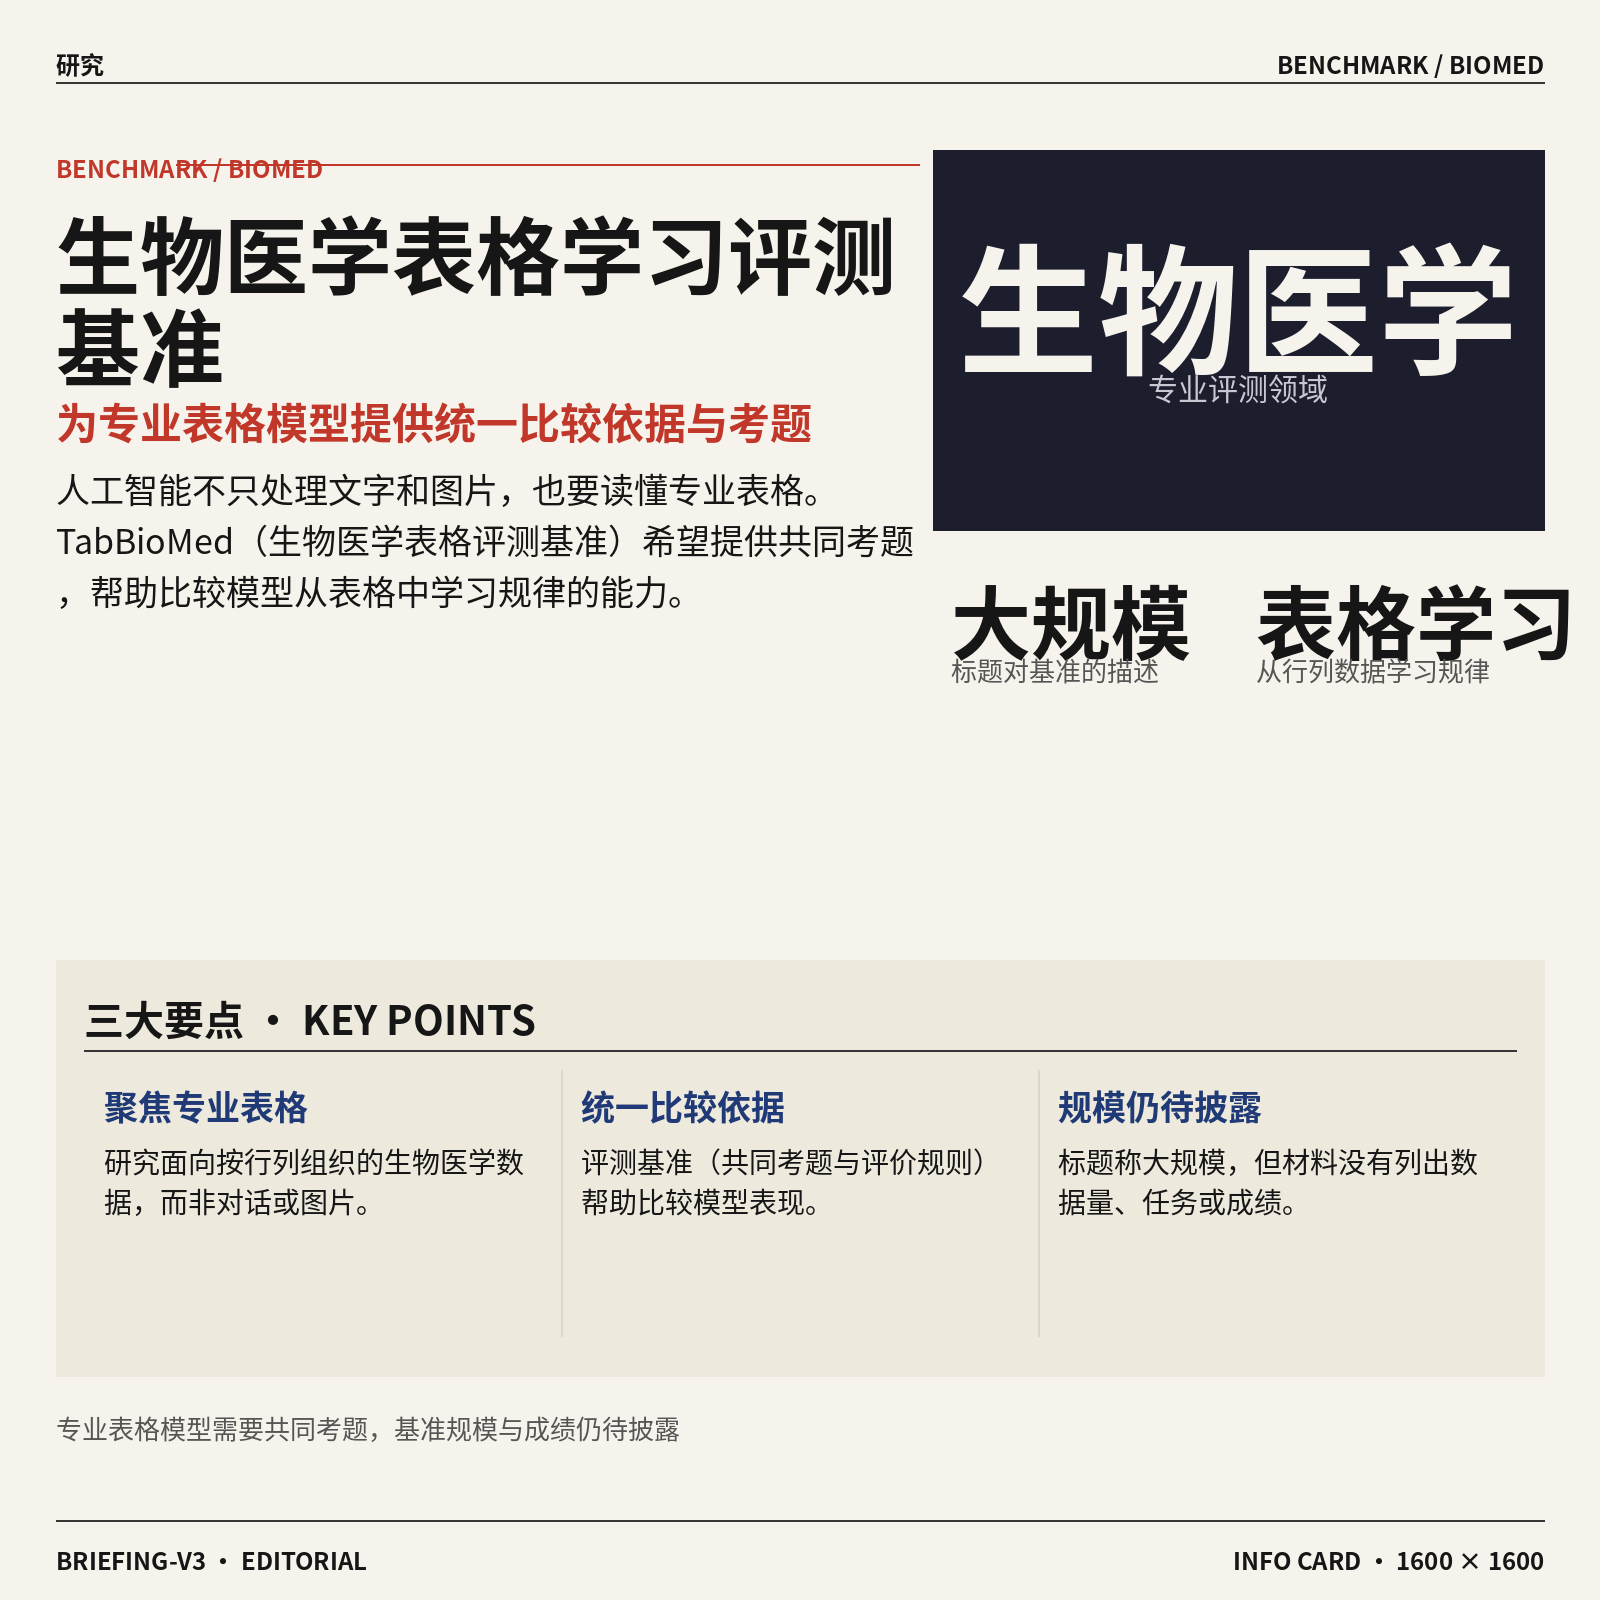 研究
BENCHMARK / BIOMED
BENCHMARK / BIOMED
生物医学表格学习评测
基准
为专业表格模型提供统一比较依据与考题
人工智能不只处理文字和图片，也要读懂专业表格。
TabBioMed（生物医学表格评测基准）希望提供共同考题
，帮助比较模型从表格中学习规律的能力。
生物医学
专业评测领域
大规模
标题对基准的描述
表格学习
从行列数据学习规律
三大要点 · KEY POINTS
聚焦专业表格
研究面向按行列组织的生物医学数
据，而非对话或图片。
统一比较依据
评测基准（共同考题与评价规则）
帮助比较模型表现。
规模仍待披露
标题称大规模，但材料没有列出数
据量、任务或成绩。
专业表格模型需要共同考题，基准规模与成绩仍待披露
BRIEFING-V3 · EDITORIAL
INFO CARD · 1600 × 1600